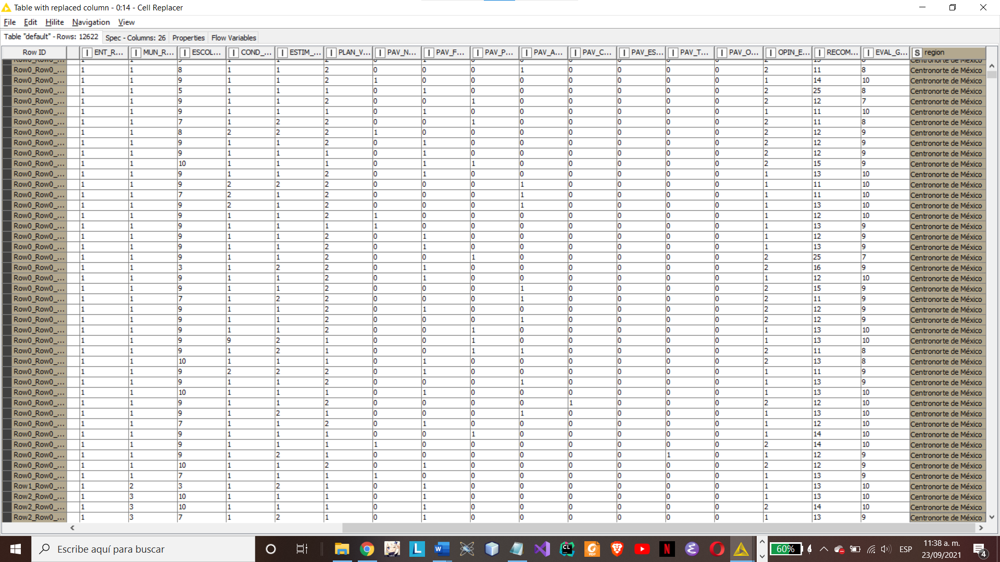 Table with replaced column - 0:14 - Cell Replacer
File Edit Hilite Navigation View
Table "default" - Rows: 12622 Spec - Columns: 26 Properties Flow Variables
Row ID ENT_R... MUN_R... ESCOL... COND_... ESTIM_... PLAN_V... PAV_N... PAV_F... PAV_P... PAV_A... PAV_C... PAV_ES... PAV_T... PAV_O... OPIN_E... RECOM... EVAL_G... S region
Row0_Row0_... 1 1 8 1 1 2 0 0 0 1 0 0 0 0 2 11 8 Centronorte de México
Row0_Row0_... 1 1 9 1 1 2 1 0 0 0 0 0 0 0 1 14 10 Centronorte de México
Row0_Row0_... 1 1 5 1 1 1 0 1 0 0 0 0 0 0 2 25 8 Centronorte de México
Row0_Row0_... 1 1 9 1 1 2 0 0 1 0 0 0 0 0 2 12 7 Centronorte de México
Row0_Row0_... 1 1 9 1 1 1 0 1 0 0 0 0 0 0 1 11 10 Centronorte de México
Row0_Row0_... 1 1 7 1 2 2 0 0 1 0 0 0 0 0 2 11 8 Centronorte de México
Row0_Row0_... 1 1 8 2 2 2 1 0 0 0 0 0 0 0 2 12 9 Centronorte de México
Row0_Row0_... 1 1 9 1 1 2 0 1 0 0 0 0 0 0 2 12 9 Centronorte de México
Row0_Row0_... 1 1 9 1 1 1 0 1 0 0 0 0 0 0 2 12 9 Centronorte de México
Row0_Row0_... 1 1 10 1 1 1 0 1 1 0 0 0 0 0 2 15 9 Centronorte de México
Row0_Row0_... 1 1 9 1 1 2 0 1 0 0 0 0 0 0 1 13 10 Centronorte de México
Row0_Row0_... 1 1 9 2 2 2 0 0 0 1 0 0 0 0 1 11 10 Centronorte de México
Row0_Row0_... 1 1 7 2 1 2 0 0 0 1 0 0 0 0 1 11 10 Centronorte de México
Row0_Row0_... 1 1 9 2 1 2 0 0 0 1 0 0 0 0 1 13 10 Centronorte de México
Row0_Row0_... 1 1 9 1 1 2 1 0 0 0 0 0 0 0 1 12 10 Centronorte de México
Row0_Row0_... 1 1 9 1 1 1 1 0 0 0 0 0 0 0 1 13 9 Centronorte de México
Row0_Row0_... 1 1 9 1 1 2 0 1 0 0 0 0 0 0 1 12 9 Centronorte de México
Row0_Row0_... 1 1 9 1 1 2 0 1 0 0 0 0 0 0 1 13 9 Centronorte de México
Row0_Row0_... 1 1 9 1 1 2 0 0 1 0 0 0 0 0 2 25 7 Centronorte de México
Row0_Row0_... 1 1 3 1 2 2 0 1 0 0 0 0 0 0 2 16 9 Centronorte de México
Row0_Row0_... 1 1 9 1 1 2 0 1 0 0 0 0 0 0 1 12 10 Centronorte de México
Row0_Row0_... 1 1 9 1 1 2 0 0 0 1 0 0 0 0 2 15 9 Centronorte de México
Row0_Row0_... 1 1 7 1 2 2 0 0 0 1 0 0 0 0 2 11 9 Centronorte de México
Row0_Row0_... 1 1 9 1 1 2 0 1 0 0 0 0 0 0 2 12 9 Centronorte de México
Row0_Row0_... 1 1 9 1 1 2 0 0 0 1 0 0 0 0 2 12 9 Centronorte de México
Row0_Row0_... 1 1 9 1 1 2 0 0 1 0 0 0 0 0 1 13 10 Centronorte de México
Row0_Row0_... 1 1 9 9 2 1 0 0 1 0 0 0 0 0 1 13 10 Centronorte de México
Row0_Row0_... 1 1 9 1 2 1 0 0 1 1 0 0 0 0 2 11 8 Centronorte de México
Row0_Row0_... 1 1 10 1 1 1 0 1 0 0 0 0 0 0 2 13 8 Centronorte de México
Row0_Row0_... 1 1 9 2 2 2 0 1 0 0 0 0 0 0 1 11 9 Centronorte de México
Row0_Row0_... 1 1 9 1 1 2 0 0 0 1 0 0 0 0 1 13 9 Centronorte de México
Row0_Row0_... 1 1 10 1 1 1 0 1 0 0 0 0 0 0 1 13 10 Centronorte de México
Row0_Row0_... 1 1 9 1 1 2 0 0 0 0 1 0 0 0 2 12 10 Centronorte de México
Row0_Row0_... 1 1 9 1 2 1 0 0 0 1 0 0 0 0 1 13 10 Centronorte de México
Row0_Row0_... 1 1 7 1 1 2 0 1 0 0 0 0 0 0 1 12 10 Centronorte de México
Row0_Row0_... 1 1 9 1 1 1 0 0 1 0 0 0 0 0 1 14 10 Centronorte de México
Row0_Row0_... 1 1 9 1 1 1 1 0 0 0 0 0 0 0 2 14 10 Centronorte de México
Row0_Row0_... 1 1 9 1 2 1 0 0 0 0 0 0 1 0 1 12 9 Centronorte de México
Row0_Row0_... 1 1 10 1 1 2 0 1 0 0 0 0 0 0 2 12 9 Centronorte de México
Row0_Row0_... 1 1 7 1 1 1 1 0 0 0 0 0 0 0 1 13 9 Centronorte de México
Row1_Row0_... 1 2 3 1 2 1 0 1 0 0 0 0 0 0 1 13 10 Centronorte de México
Row2_Row0_... 1 3 10 1 1 1 0 1 0 0 0 0 0 0 1 13 10 Centronorte de México
Row2_Row0_... 1 3 10 1 1 1 0 1 0 0 0 0 0 0 2 14 10 Centronorte de México
Row2_Row0_... 1 3 7 1 2 1 0 1 0 0 0 0 0 0 1 13 9 Centronorte de México
Escribe aquí para buscar
60% ESP 11:38 a. m.
23/09/2021
4